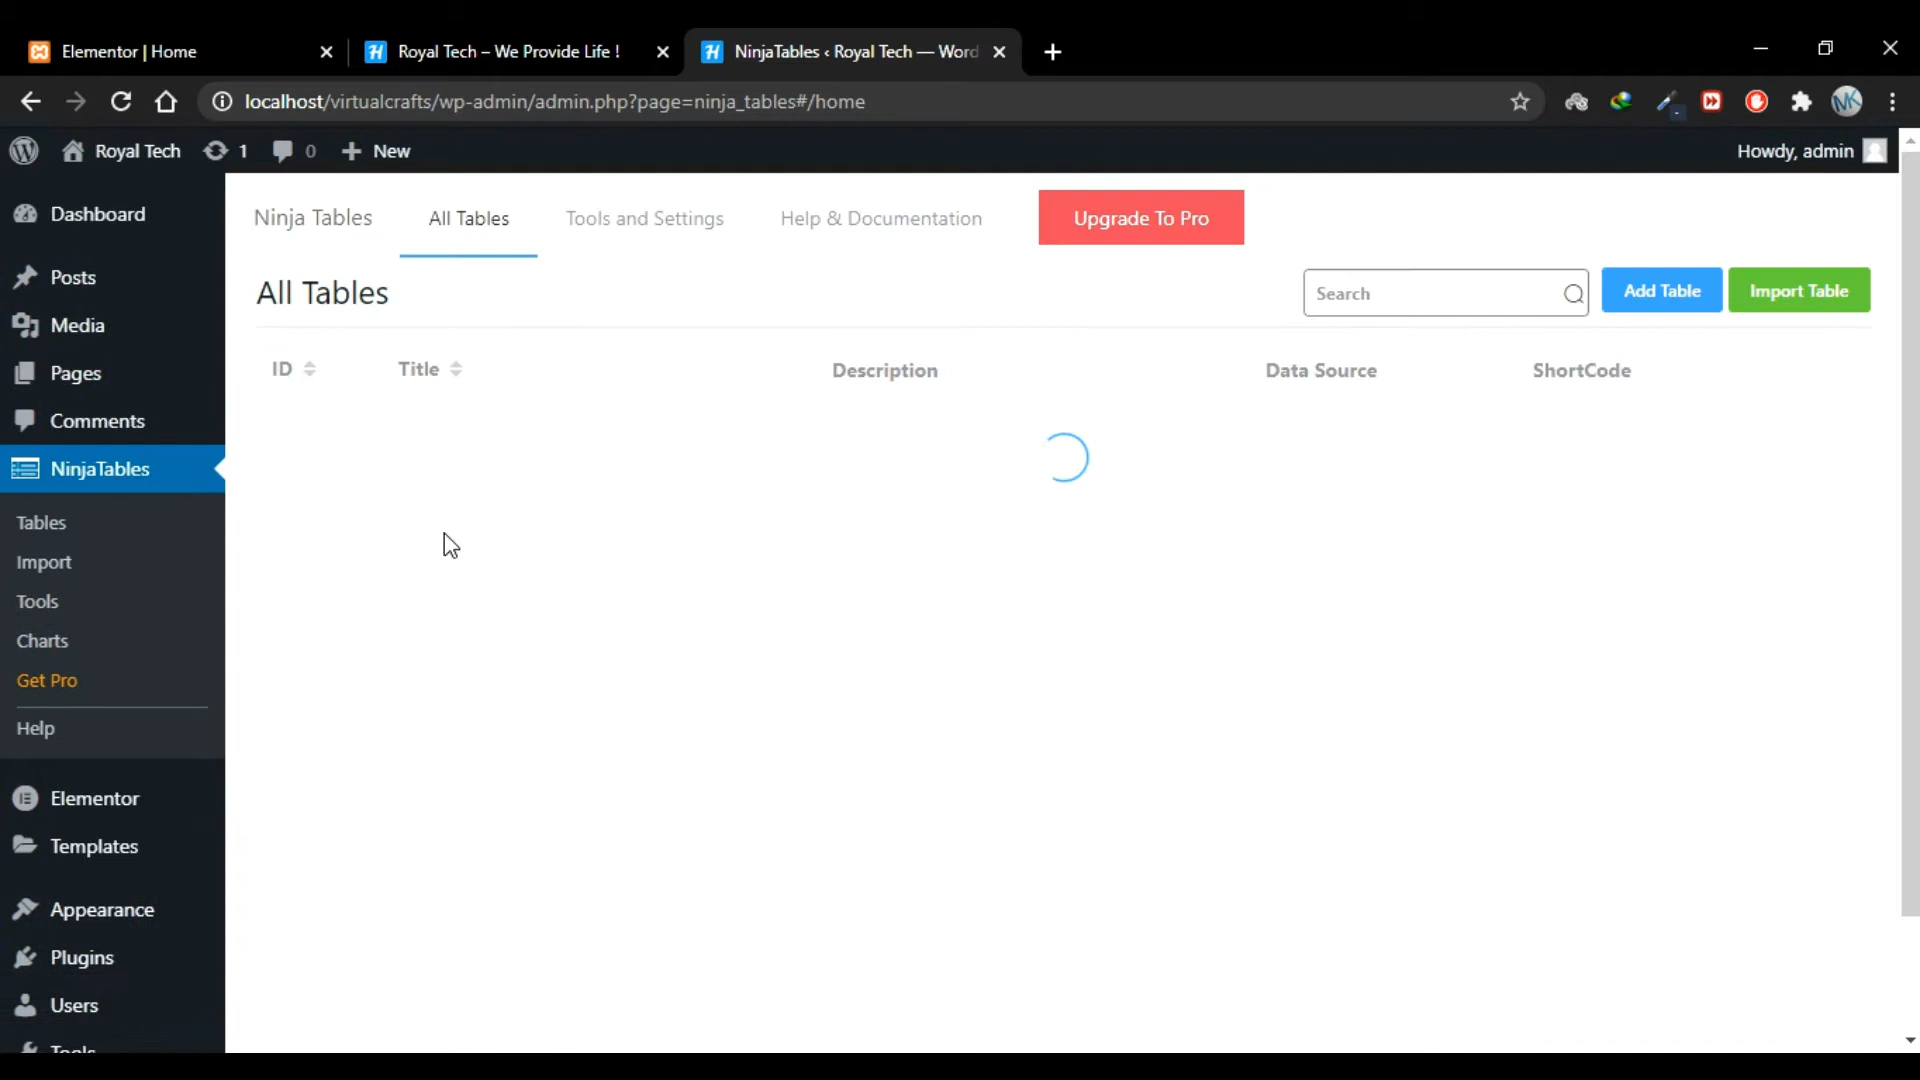 Elementor | Home
Royal Tech – We Provide Life !
NinjaTables ‹ Royal Tech — Word
localhost/virtualcrafts/wp-admin/admin.php?page=ninja_tables#/home
Royal Tech
1
0
New
Howdy, admin
Dashboard
Posts
Media
Pages
Comments
NinjaTables
Tables
Import
Tools
Charts
Get Pro
Help
Elementor
Templates
Appearance
Plugins
Users
Tools
Ninja Tables
All Tables
Tools and Settings
Help & Documentation
Upgrade To Pro
All Tables
Search
Add Table
Import Table
ID
Title
Description
Data Source
ShortCode